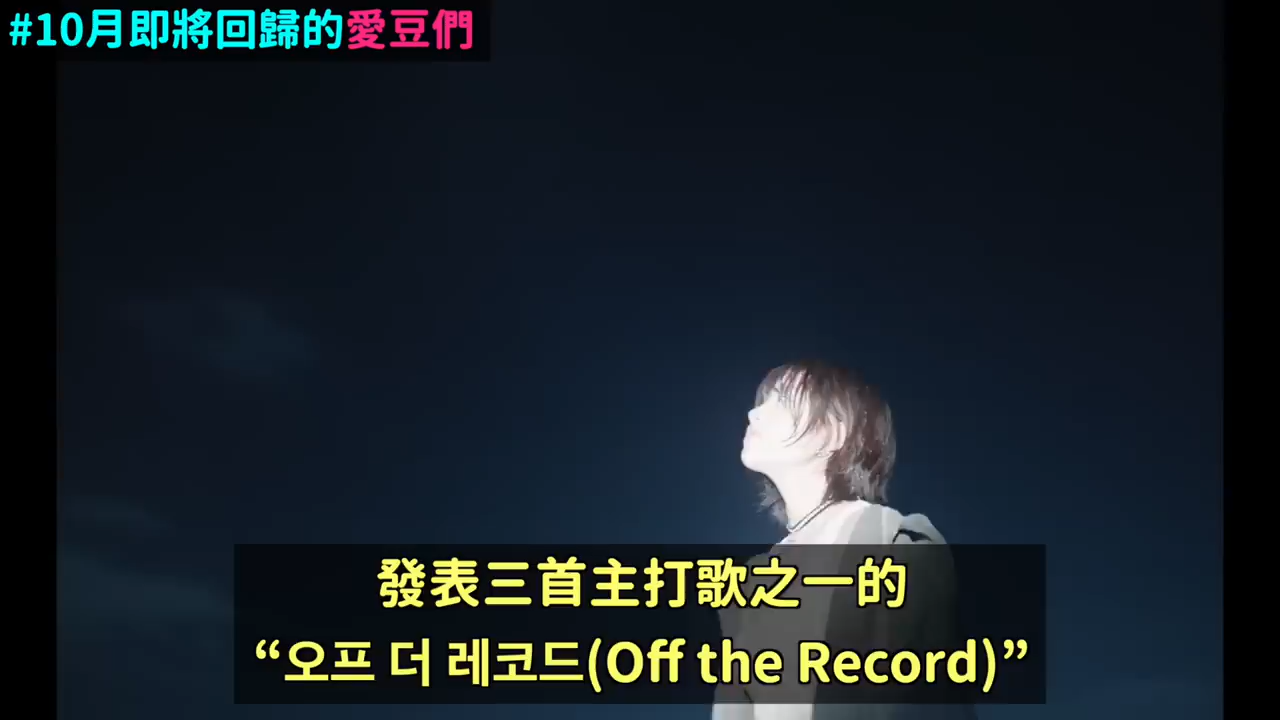 #10月即將回歸的愛豆們
發表三首主打歌之一的
“오프 더 레코드(Off the Record)”